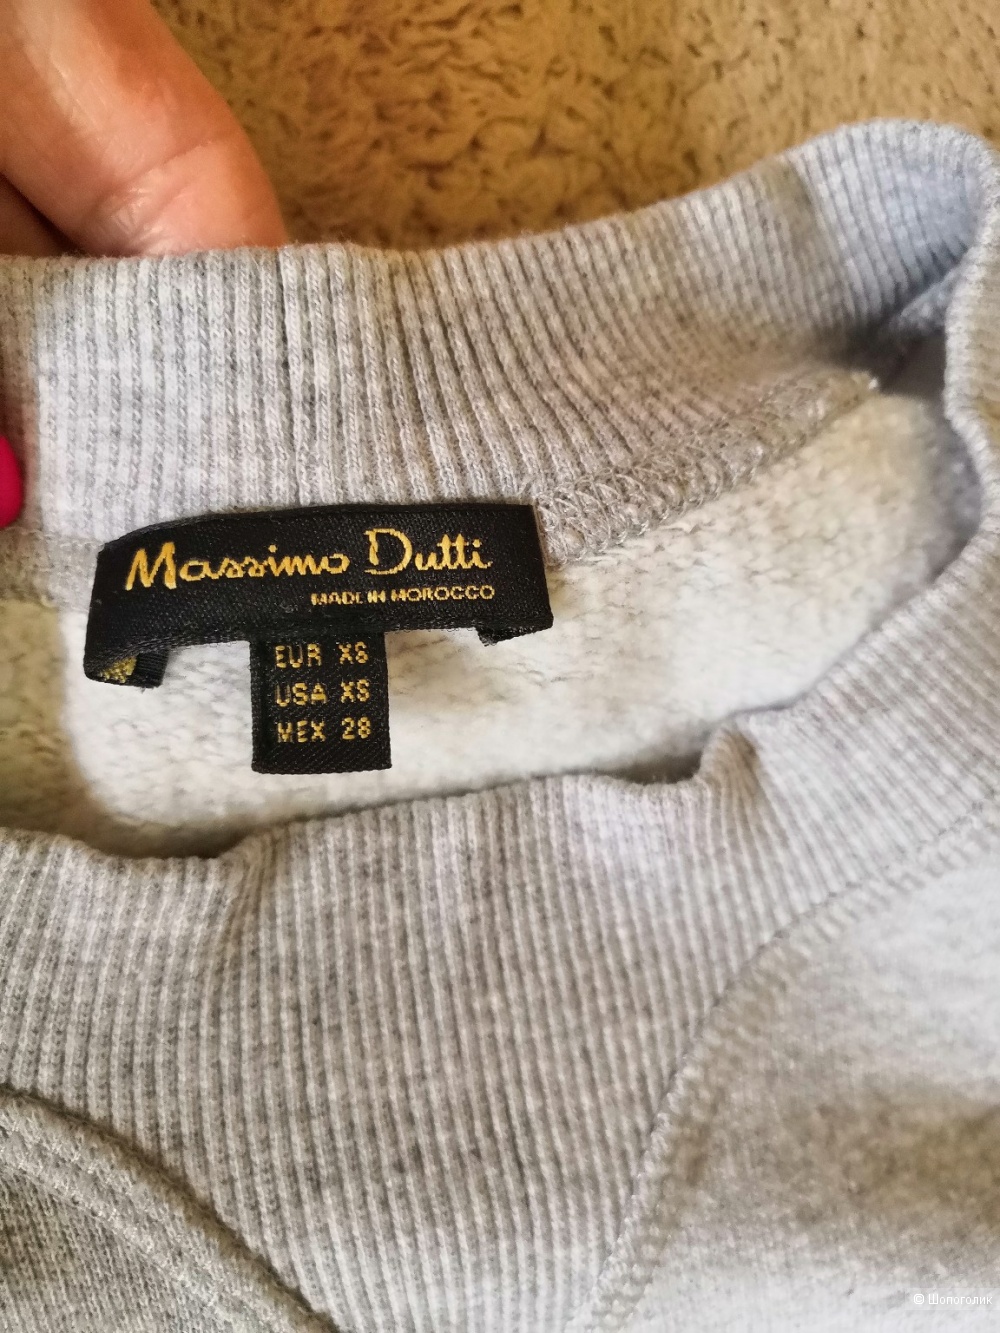 Massimo Dutti
MADE IN MOROCCO
EUR XS
USA XS
MEX 28
© Шопоголик